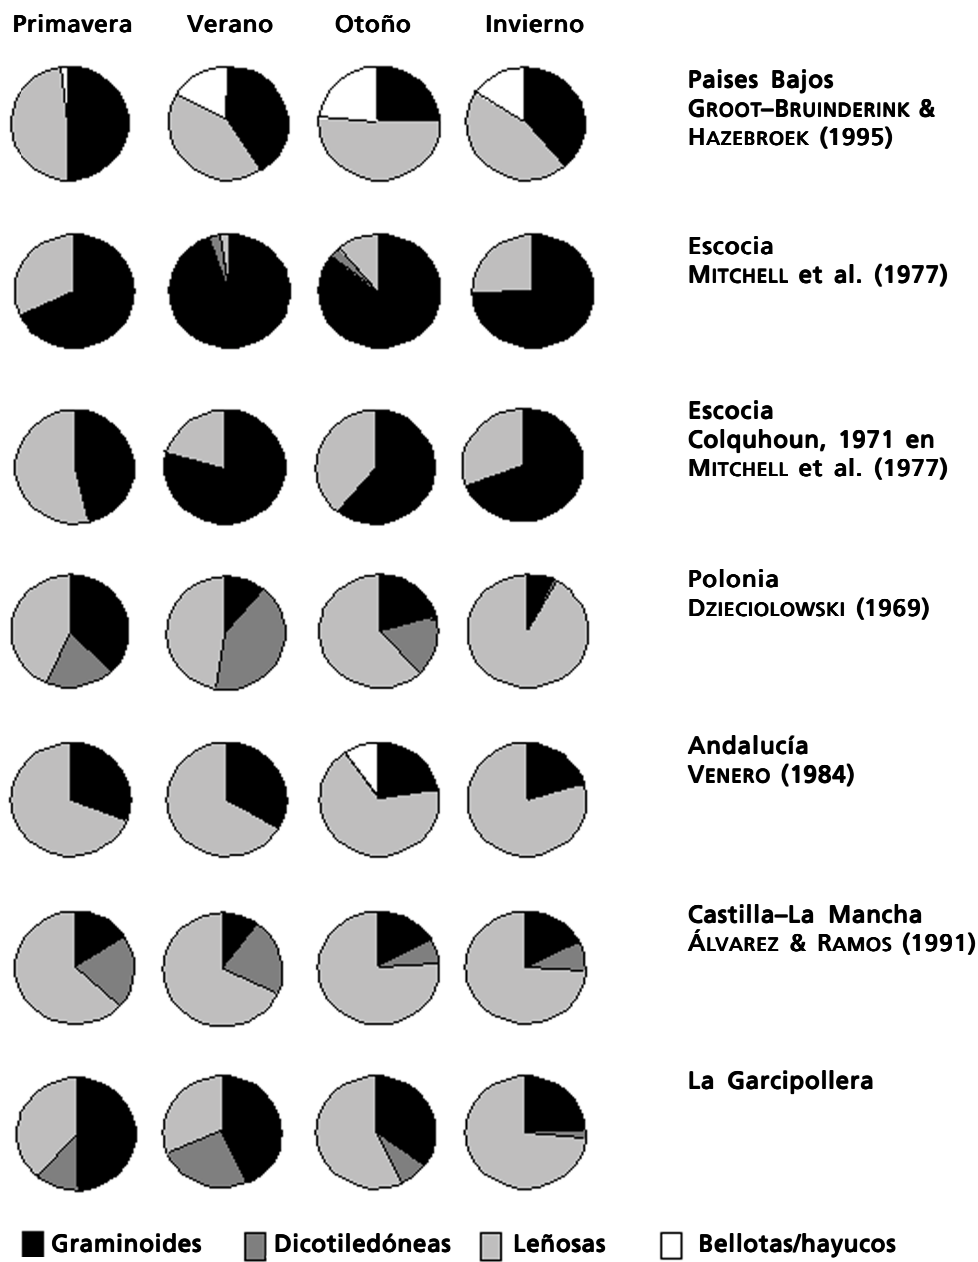 Primavera Verano Otoño Invierno
Paises Bajos
GROOT–BRUINDERINK &
HAZEBROEK (1995)
Escocia
MITCHELL et al. (1977)
Escocia
Colquhoun, 1971 en
MITCHELL et al. (1977)
Polonia
DZIECIOLOWSKI (1969)
Andalucía
VENERO (1984)
Castilla–La Mancha
ÁLVAREZ & RAMOS (1991)
La Garcipollera
Graminoides Dicotiledóneas Leñosas Bellotas/hayucos